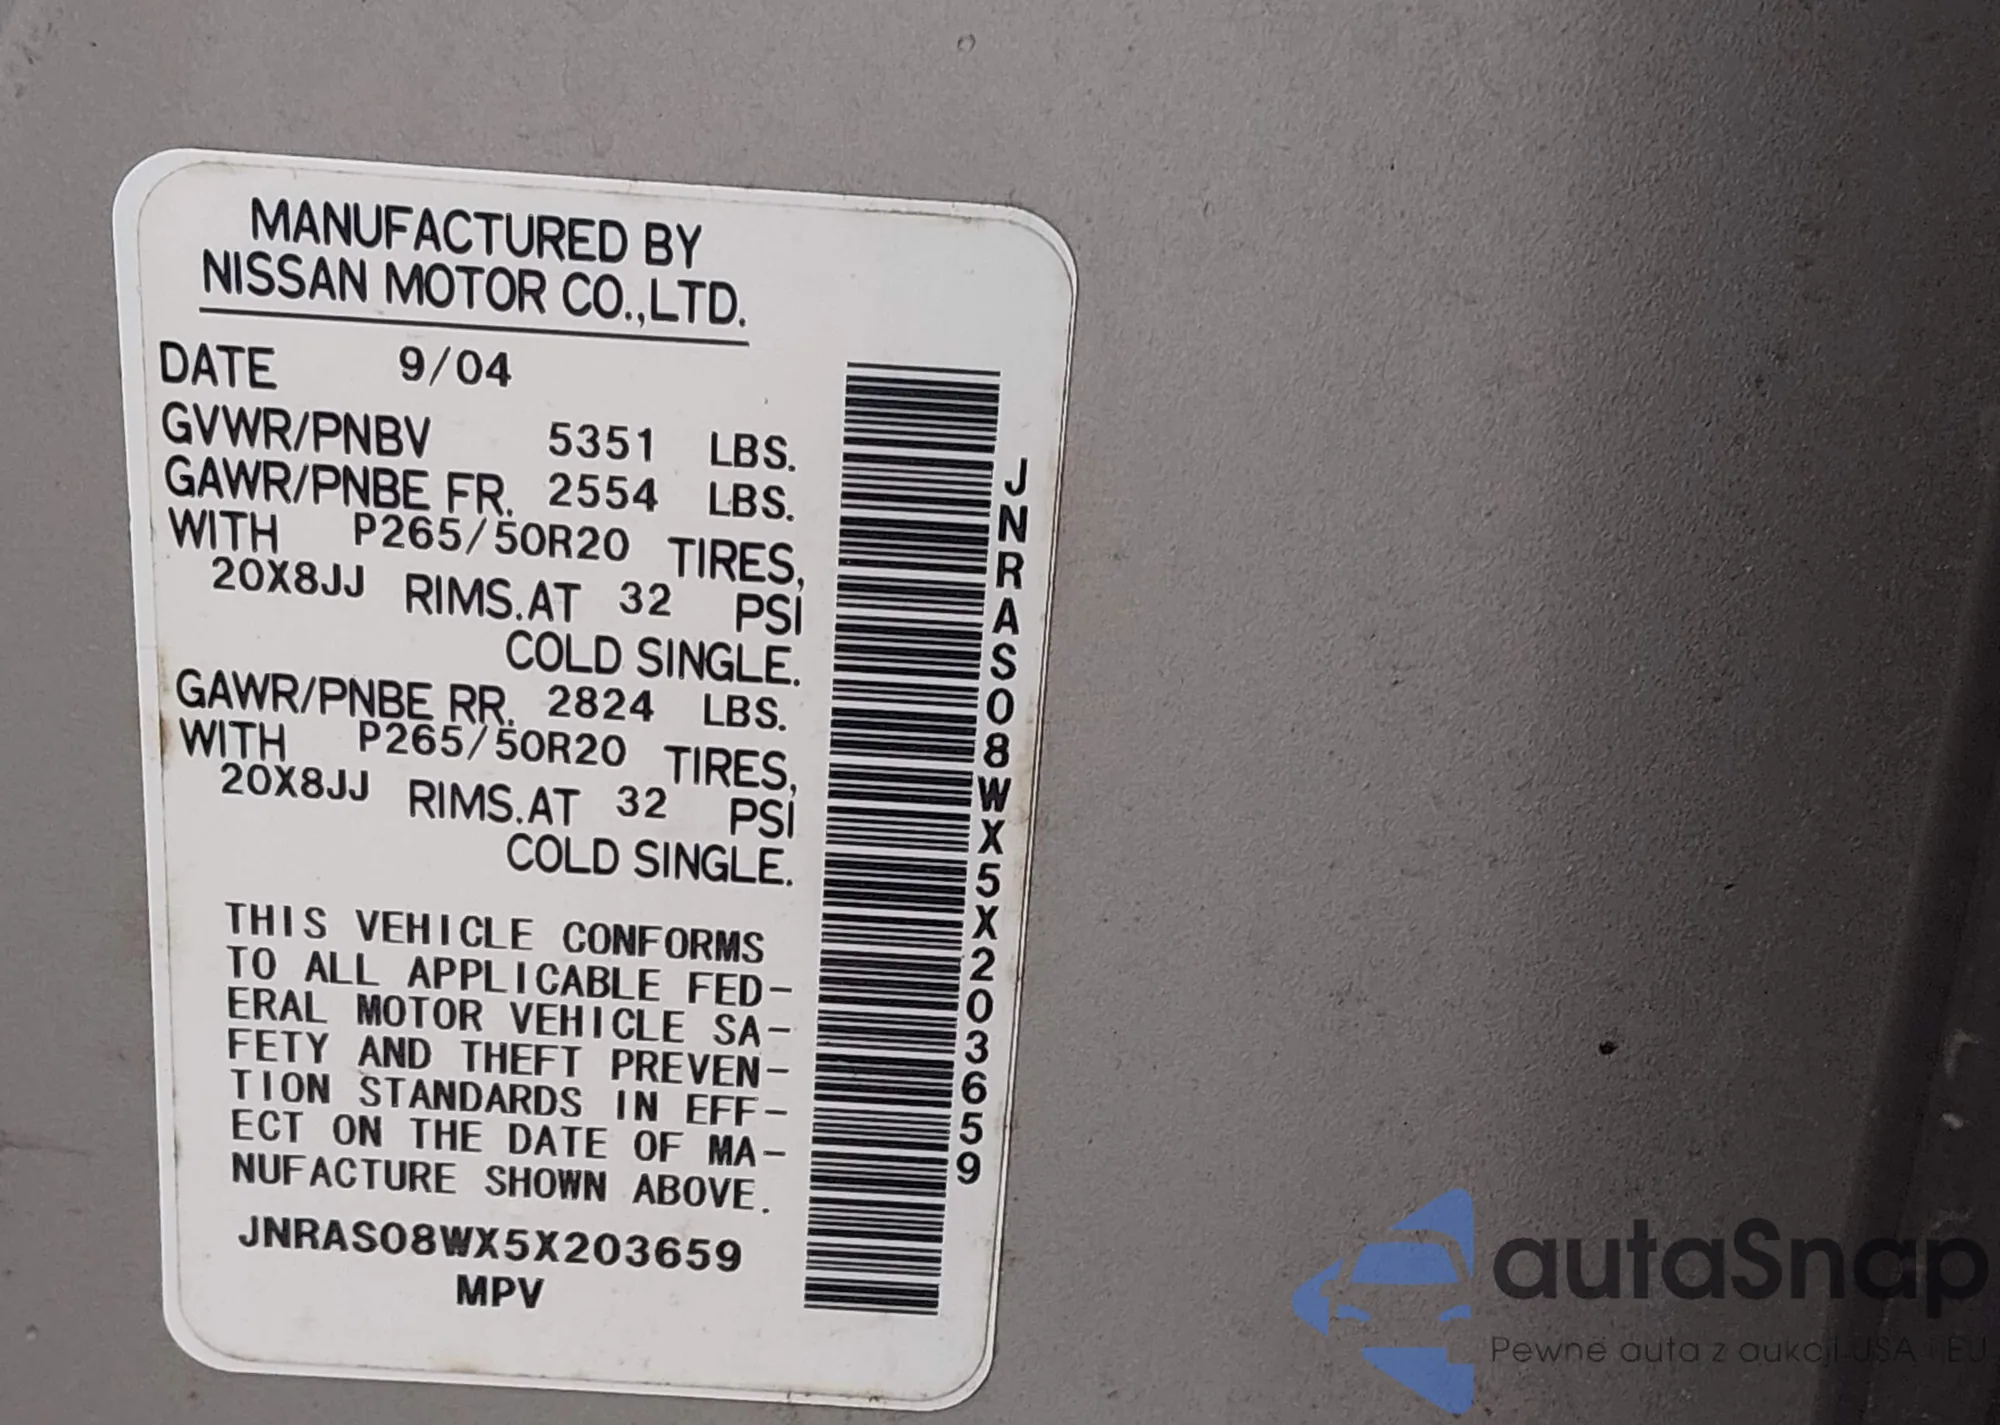 MANUFACTURED BY
NISSAN MOTOR CO.,LTD.
DATE 9/04
GVWR/PNBV 5351 LBS.
GAWR/PNBE FR. 2554 LBS.
WITH P265/50R20 TIRES,
20X8JJ RIMS.AT 32 PSI
COLD SINGLE.
GAWR/PNBE RR. 2824 LBS.
WITH P265/50R20 TIRES,
20X8JJ RIMS.AT 32 PSI
COLD SINGLE.
THIS VEHICLE CONFORMS
TO ALL APPLICABLE FED-
ERAL MOTOR VEHICLE SA-
FETY AND THEFT PREVEN-
TION STANDARDS IN EFF-
ECT ON THE DATE OF MA-
NUFACTURE SHOWN ABOVE.
JNRAS08WX5X203659
MPV
JNRAS08WX5X203659
autaSnap
Pewne auta z aukcji USA i EU